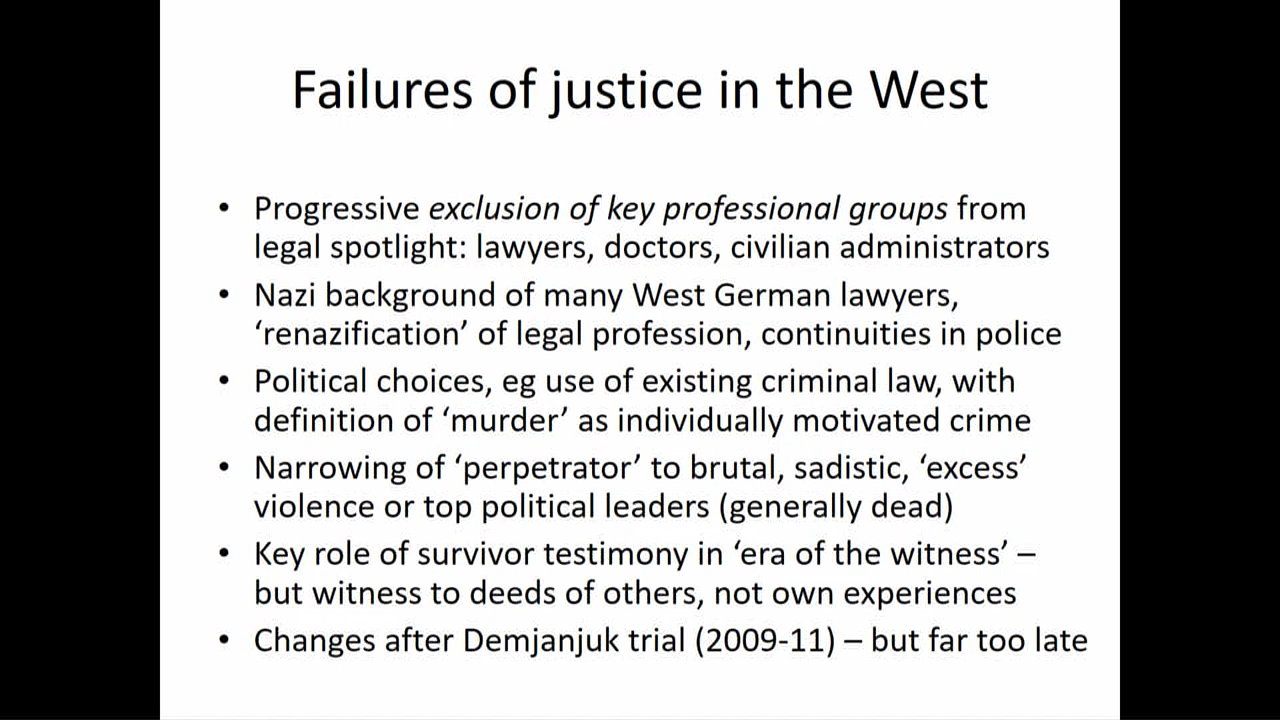 Failures of justice in the West
• Progressive exclusion of key professional groups from
legal spotlight: lawyers, doctors, civilian administrators
• Nazi background of many West German lawyers,
‘renazification’ of legal profession, continuities in police
• Political choices, eg use of existing criminal law, with
definition of ‘murder’ as individually motivated crime
• Narrowing of ‘perpetrator’ to brutal, sadistic, ‘excess’
violence or top political leaders (generally dead)
• Key role of survivor testimony in ‘era of the witness’ –
but witness to deeds of others, not own experiences
• Changes after Demjanjuk trial (2009-11) – but far too late